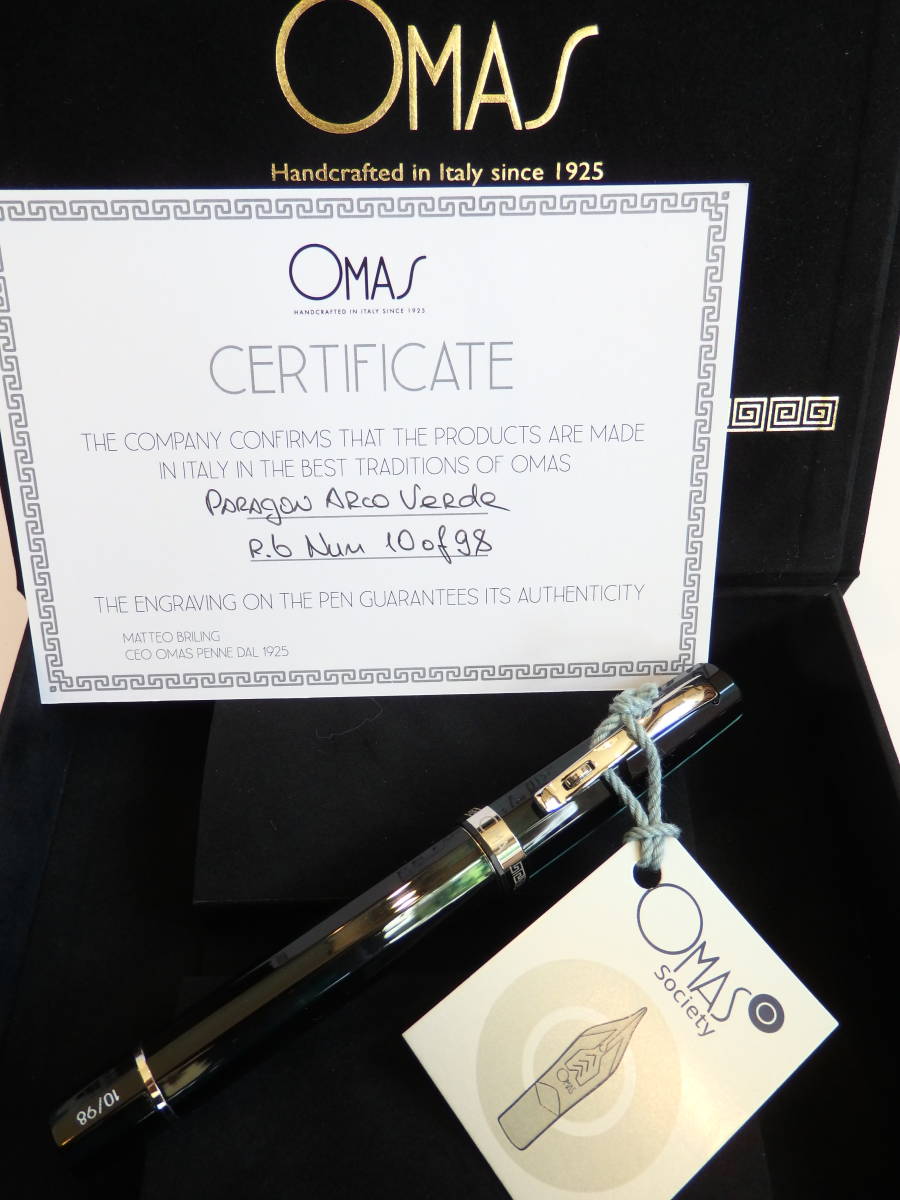 OMAS
Handcrafted in Italy since 1925
OMAS
HANDCRAFTED IN ITALY SINCE 1925
CERTIFICATE
THE COMPANY CONFIRMS THAT THE PRODUCTS ARE MADE
IN ITALY IN THE BEST TRADITIONS OF OMAS
PARAGON ARCO VERDE
R.b Num 10 of 98
THE ENGRAVING ON THE PEN GUARANTEES ITS AUTHENTICITY
MATTEO BRILING
CEO OMAS PENNE DAL 1925
OMAS
Society
OMAS
10/98